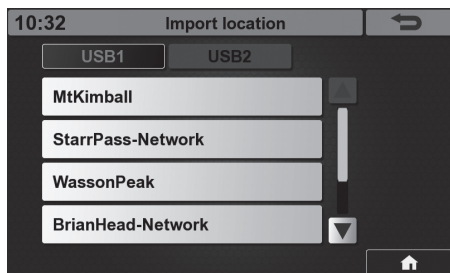 10:32 Import location
USB1 USB2
MtKimball
StarrPass-Network
WassonPeak
BrianHead-Network